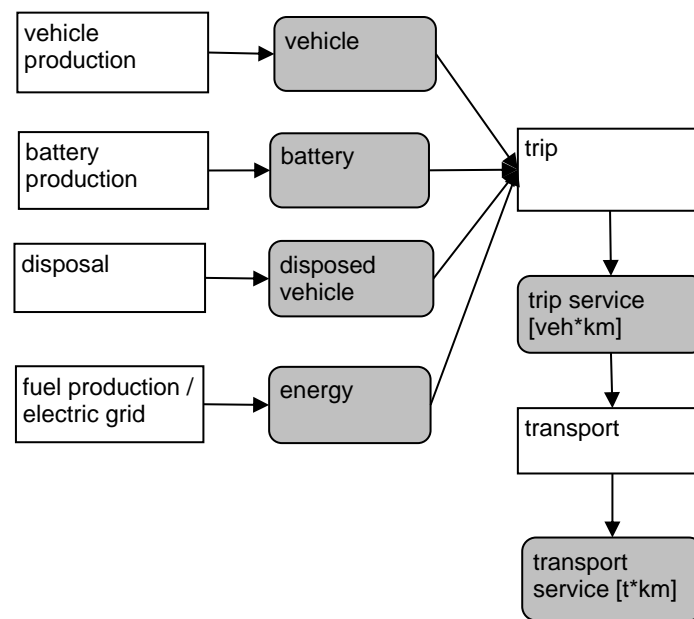 vehicle
production
vehicle
battery
production
battery
trip
disposal
disposed
vehicle
trip service
[veh*km]
fuel production /
electric grid
energy
transport
transport
service [t*km]